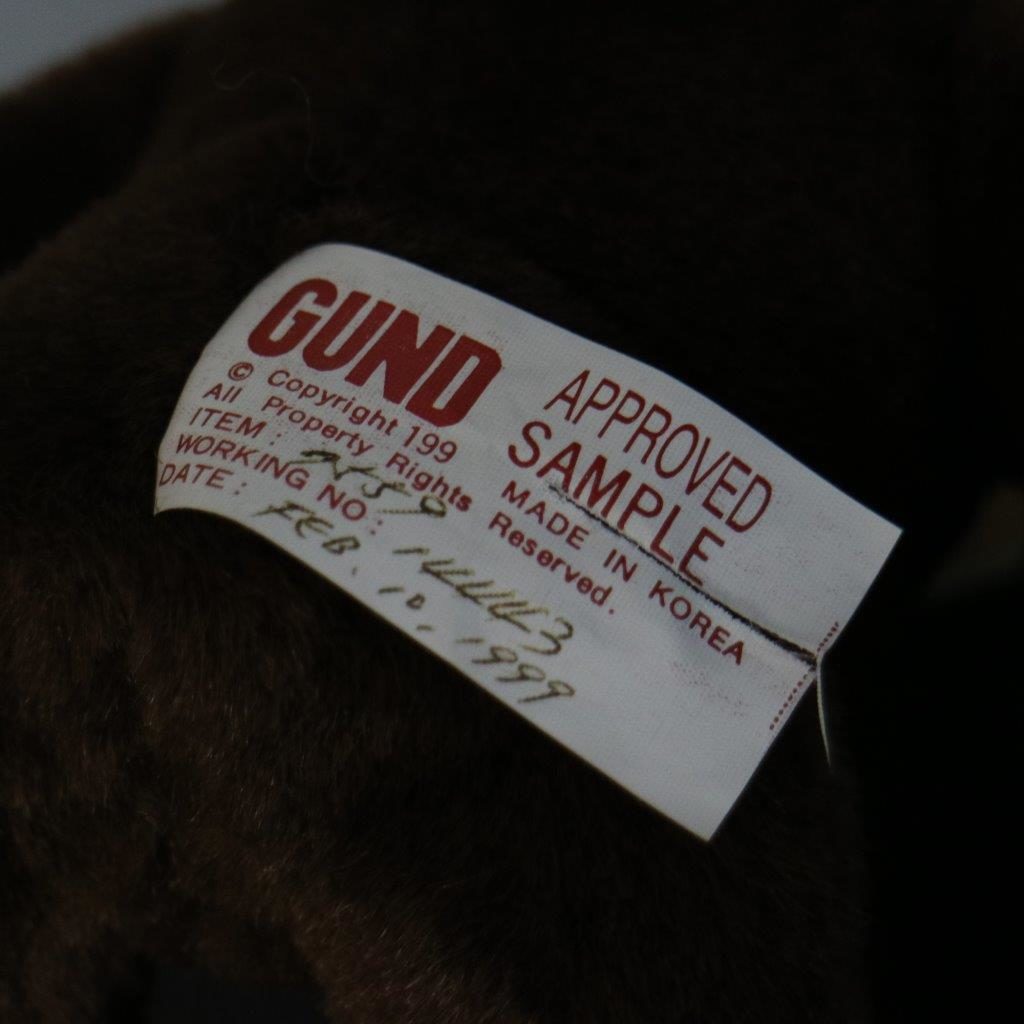 GUND
© Copyright 199
All Property Rights Reserved.
ITEM:
WORKING NO:
DATE: FEB. 10, 1999
APPROVED
SAMPLE
MADE IN KOREA